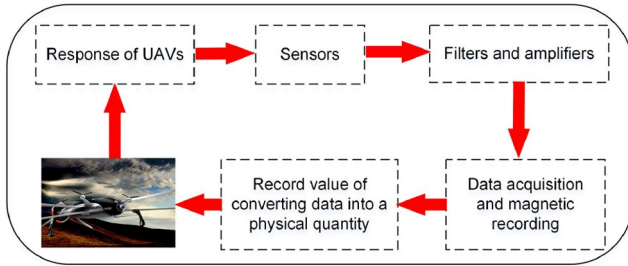 Response of UAVs
Sensors
Filters and amplifiers
Data acquisition
and magnetic
recording
Record value of
converting data into a
physical quantity